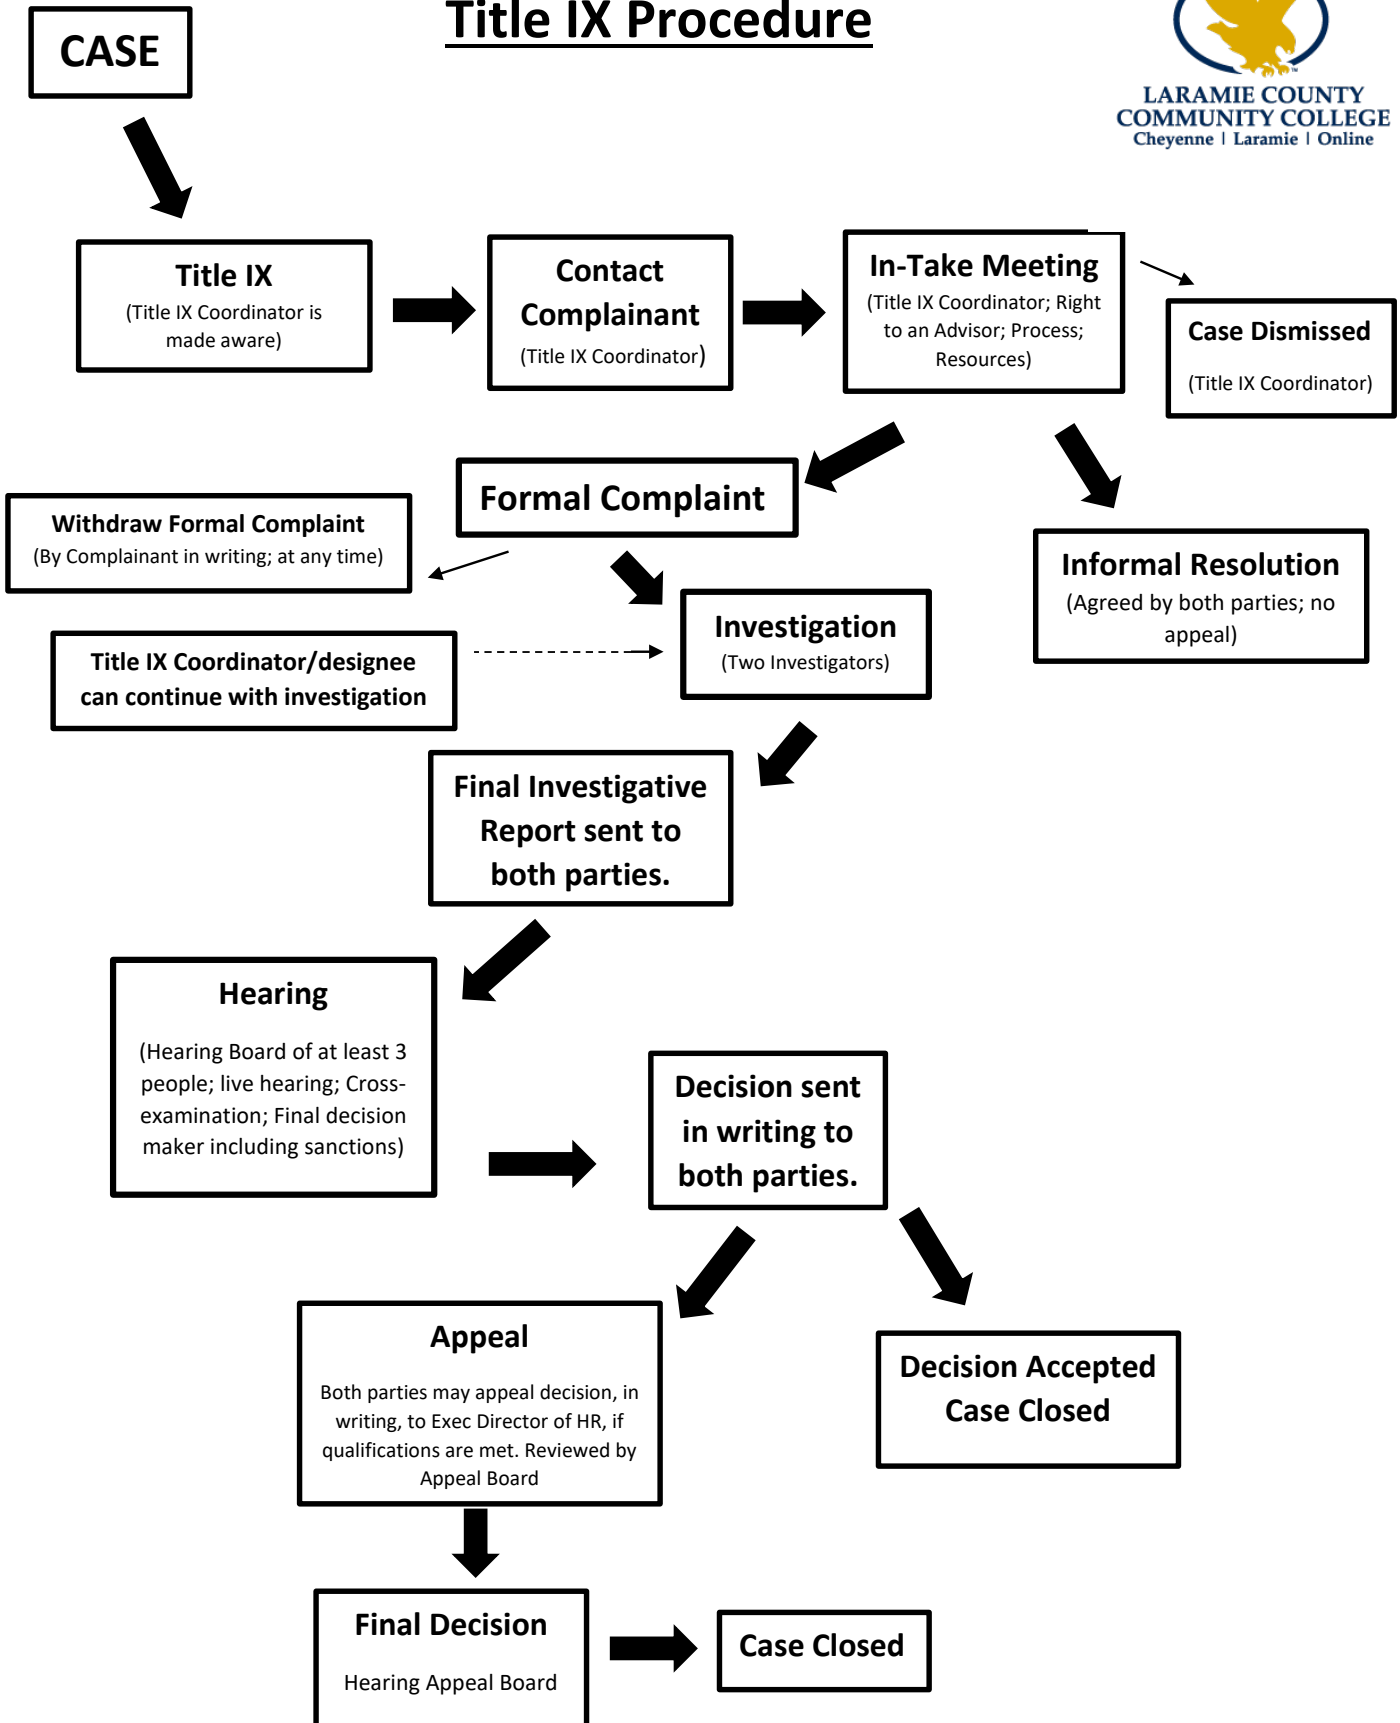 Title IX Procedure
CASE
LARAMIE COUNTY
COMMUNITY COLLEGE
Cheyenne | Laramie | Online
Title IX
(Title IX Coordinator is
made aware)
Contact
Complainant
(Title IX Coordinator)
In-Take Meeting
(Title IX Coordinator; Right
to an Advisor; Process;
Resources)
Case Dismissed
(Title IX Coordinator)
Formal Complaint
Withdraw Formal Complaint
(By Complainant in writing; at any time)
Informal Resolution
(Agreed by both parties; no
appeal)
Investigation
(Two Investigators)
Title IX Coordinator/designee
can continue with investigation
Final Investigative
Report sent to
both parties.
Hearing
(Hearing Board of at least 3
people; live hearing; Cross-
examination; Final decision
maker including sanctions)
Decision sent
in writing to
both parties.
Appeal
Both parties may appeal decision, in
writing, to Exec Director of HR, if
qualifications are met. Reviewed by
Appeal Board
Decision Accepted
Case Closed
Final Decision
Hearing Appeal Board
Case Closed